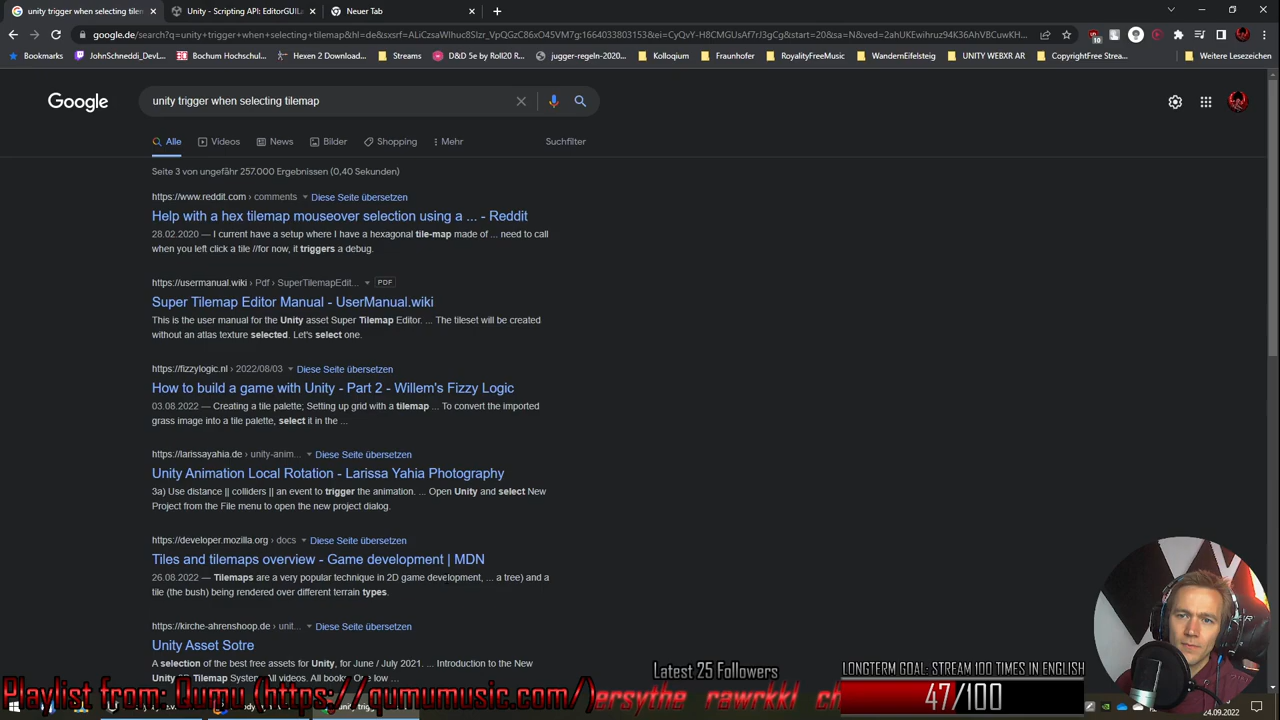 unity trigger when selecting tilem
Unity - Scripting API: EditorGUILa
Neuer Tab
google.de/search?q=unity+trigger+when+selecting+tilemap&hl=de&sxsrf=
Bookmarks
JohnSchneddi_DevL...
Bochum Hochschul...
Hexen 2 Download...
Streams
D&D 5e by Roll20 R...
jugger-regeln-2020...
Kolloqium
Fraunhofer
RoyalityFreeMusic
WandernEifelsteig
UNITY WEBXR AR
CopyrightFree Strea...
Weitere Lesezeichen
Google
unity trigger when selecting tilemap
Alle
Videos
News
Bilder
Shopping
Mehr
Suchfilter
Seite 3 von ungefähr 257.000 Ergebnissen (0,40 Sekunden)
https://www.reddit.com › comments
Diese Seite übersetzen
Help with a hex tilemap mouseover selection using a ... - Reddit
28.02.2020 — I current have a setup where I have a hexagonal tile-map made of ... need to call
when you left click a tile //for now, it triggers a debug.
https://usermanual.wiki › Pdf › SuperTilemapEdit...
PDF
Super Tilemap Editor Manual - UserManual.wiki
This is the user manual for the Unity asset Super Tilemap Editor. ... The tileset will be created
without an atlas texture selected. Let's select one.
https://fizzylogic.nl › 2022/08/03
Diese Seite übersetzen
How to build a game with Unity - Part 2 - Willem's Fizzy Logic
03.08.2022 — Creating a tile palette; Setting up grid with a tilemap ... To convert the imported
grass image into a tile palette, select it in the ...
https://larissayahia.de › unity-anim...
Diese Seite übersetzen
Unity Animation Local Rotation - Larissa Yahia Photography
3a) Use distance || colliders || an event to trigger the animation. ... Open Unity and select New
Project from the File menu to open the new project dialog.
https://developer.mozilla.org › docs
Diese Seite übersetzen
Tiles and tilemaps overview - Game development | MDN
26.08.2022 — Tilemaps are a very popular technique in 2D game development, ... a tree) and a
tile (the bush) being rendered over different terrain types.
https://kirche-ahrenshoop.de › unit...
Diese Seite übersetzen
Unity Asset Sotre
A selection of the best free assets for Unity, for June / July 2021. ... Introduction to the New
Unity 2D Tilemap System All videos. All books One low ...
Latest 25 Followers
LONGTERM GOAL: STREAM 100 TIMES IN ENGLISH
Playlist from: Qumu (https://qumumusic.com/)
ersythe rawrkkl ch
47/100
24.09.2022